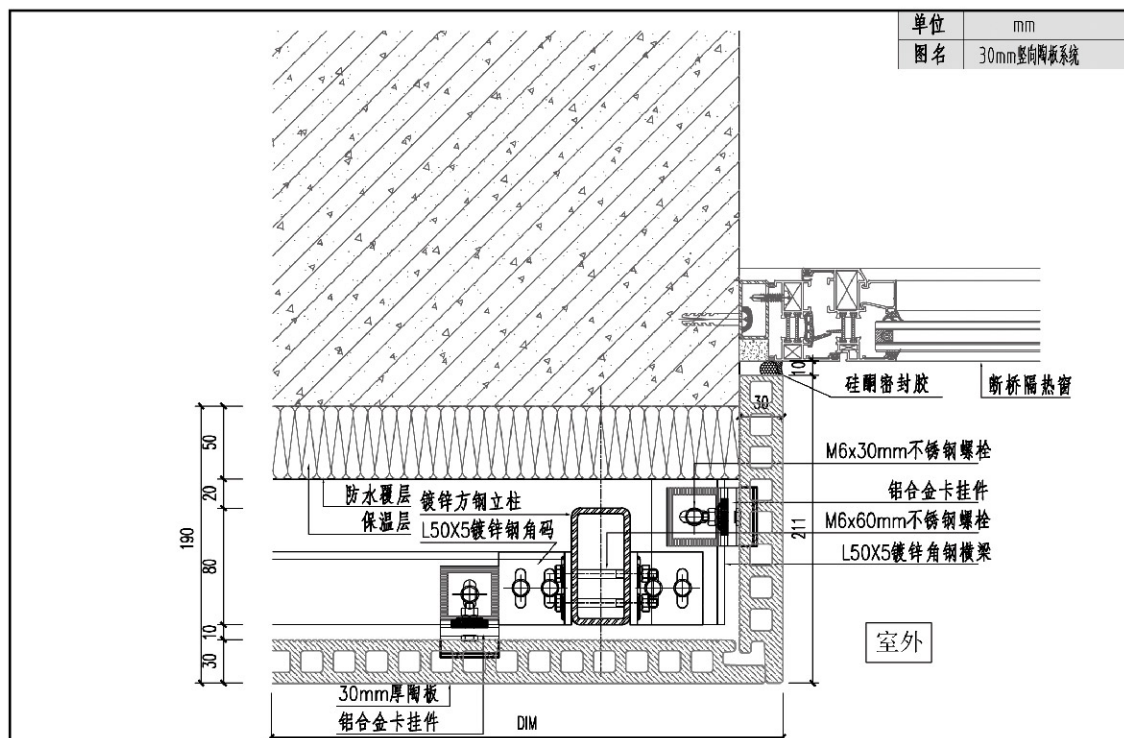 单位 mm
图名 30mm竖向陶板系统
10
硅酮密封胶
断桥隔热窗
30
50
M6x30mm不锈钢螺栓
20
防水覆层
镀锌方钢立柱
铝合金卡挂件
保温层
L50X5镀锌钢角码
M6x60mm不锈钢螺栓
190
211
80
L50X5镀锌角钢横梁
10
室外
30
30mm厚陶板
铝合金卡挂件
DIM